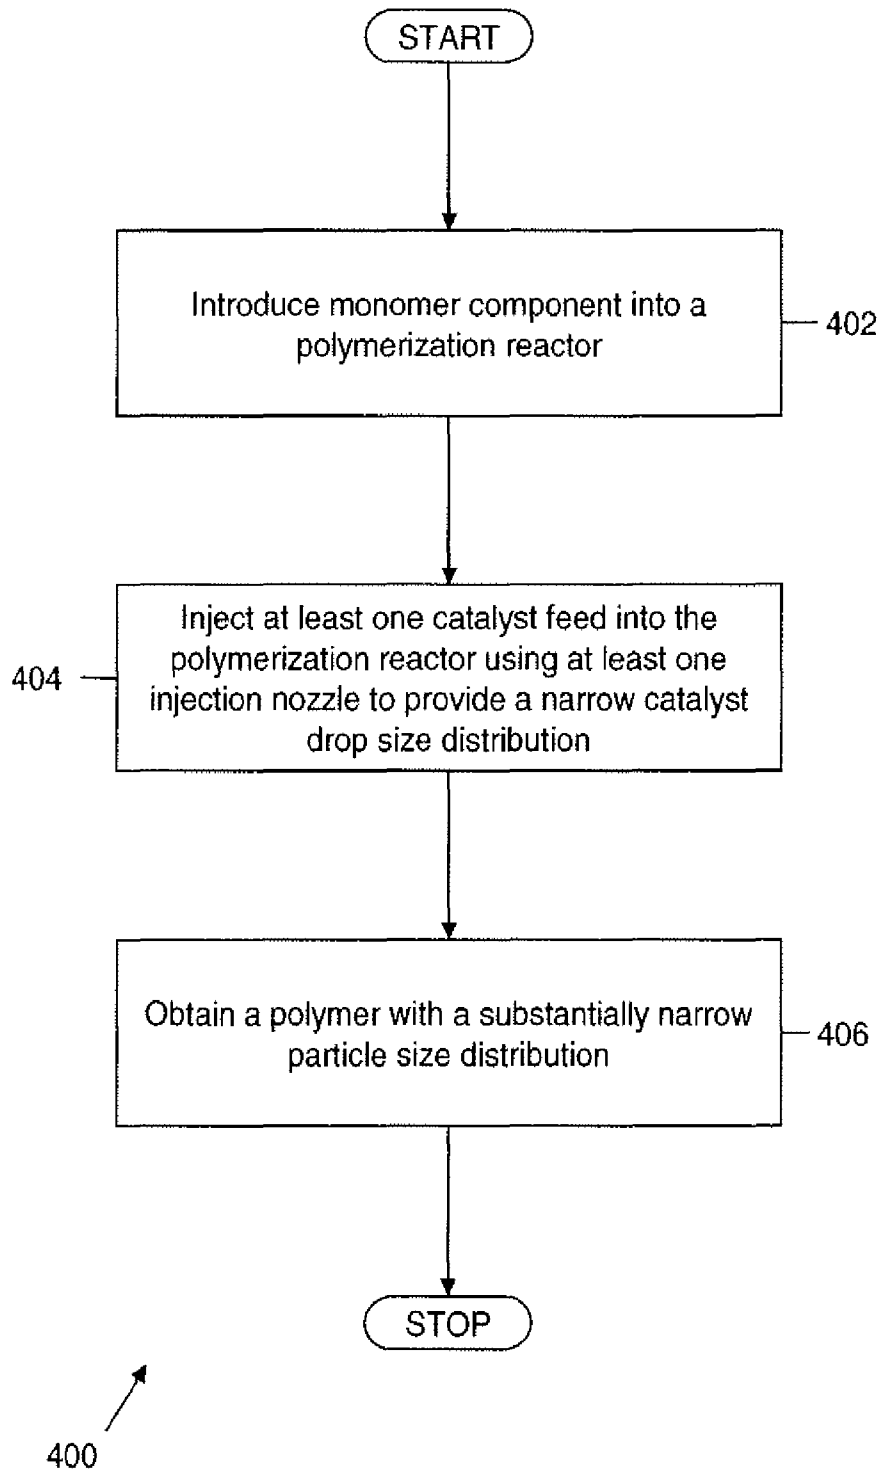 START
Introduce monomer component into a
polymerization reactor
402
Inject at least one catalyst feed into the
polymerization reactor using at least one
injection nozzle to provide a narrow catalyst
drop size distribution
404
Obtain a polymer with a substantially narrow
particle size distribution
406
STOP
400